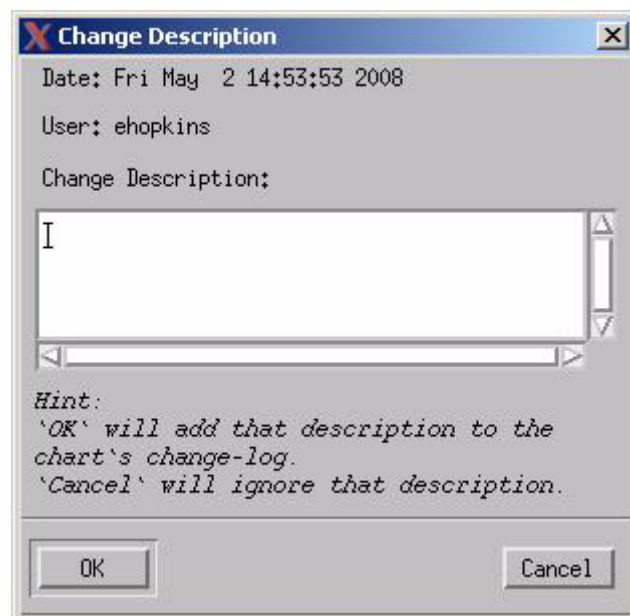 Change Description
Date: Fri May  2 14:53:53 2008
User: ehopkins
Change Description:
Hint:
`OK` will add that description to the
chart`s change-log.
`Cancel` will ignore that description.
OK
Cancel